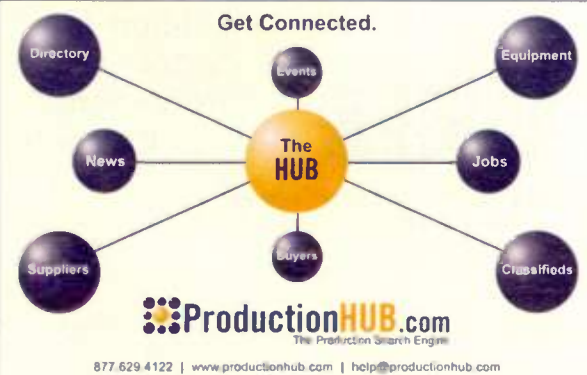 Get Connected.
Directory
Events
Equipment
News
The
HUB
Jobs
Suppliers
Buyers
Classifieds
ProductionHUB.com
The Production Search Engine
877.629.4122 | www.productionhub.com | help@productionhub.com